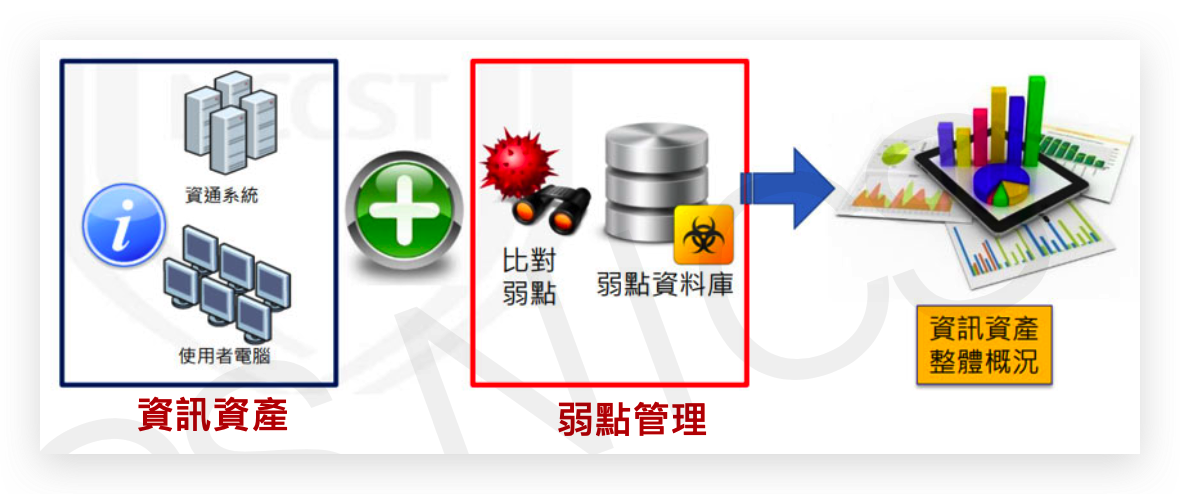 資通系統
使用者電腦
資訊資產
比對
弱點
弱點資料庫
弱點管理
資訊資產
整體概況